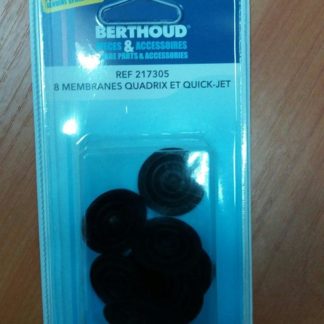 BERTHOUD
PIECES & ACCESSOIRES
SPARE PARTS & ACCESSORIES
REF 217305
8 MEMBRANES QUADRIX ET QUICK-JET